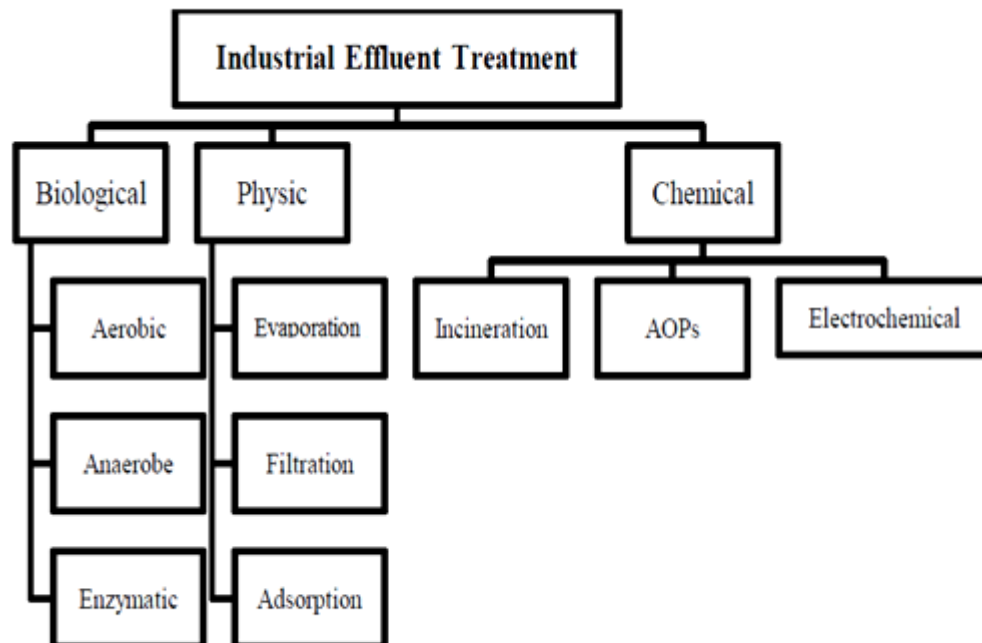 Industrial Effluent Treatment
Biological
Physic
Chemical
Aerobic
Evaporation
Incineration
AOPs
Electrochemical
Anaerobe
Filtration
Enzymatic
Adsorption